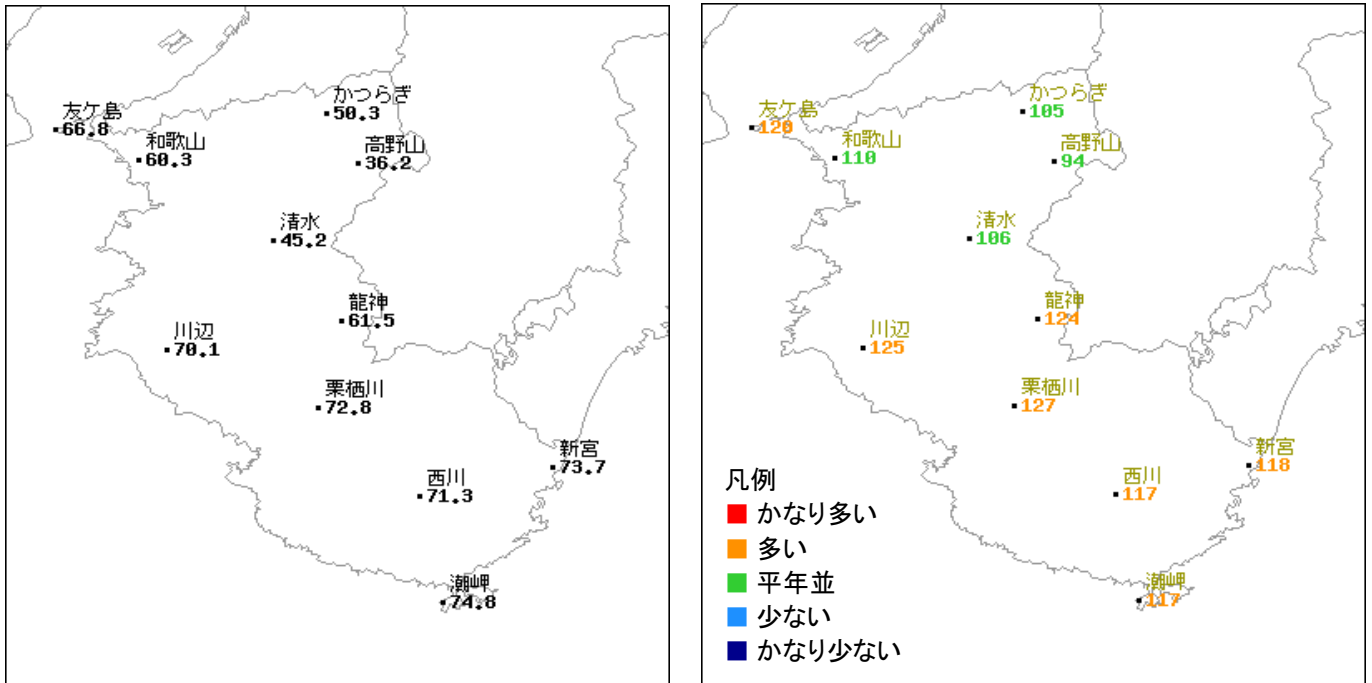 かつらぎ
50.3
友ケ島
66.8
和歌山
60.3
高野山
36.2
清水
45.2
龍神
61.5
川辺
70.1
栗栖川
72.8
新宮
73.7
西川
71.3
潮岬
74.8
かつらぎ
105
友ケ島
120
和歌山
110
高野山
94
清水
106
龍神
124
川辺
125
栗栖川
127
新宮
118
西川
117
潮岬
117
凡例
かなり多い
多い
平年並
少ない
かなり少ない